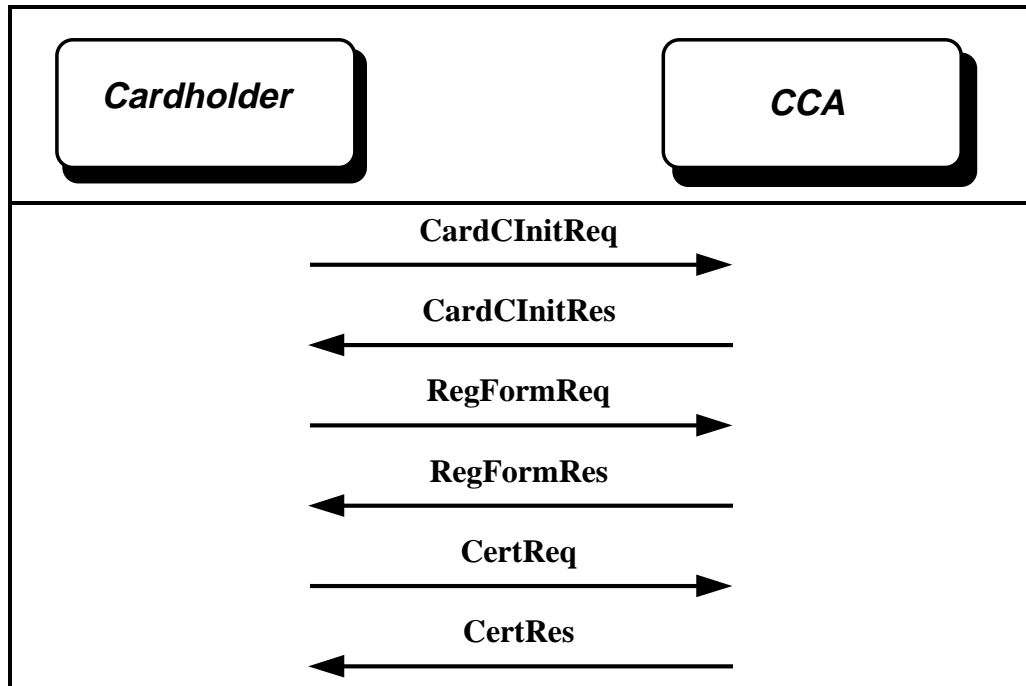 Cardholder
CCA
CardCInitReq
CardCInitRes
RegFormReq
RegFormRes
CertReq
CertRes